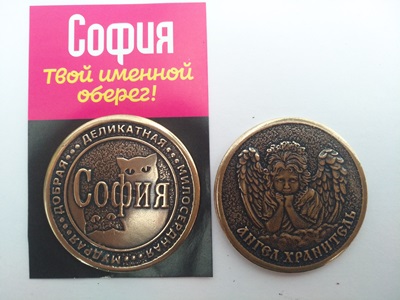 София
Твой именной
оберег!
ДОБРАЯ ДЕЛИКАТНАЯ МИЛОСЕРДНАЯ МУДРАЯ
София
АНГЕЛ ХРАНИТЕЛЬ